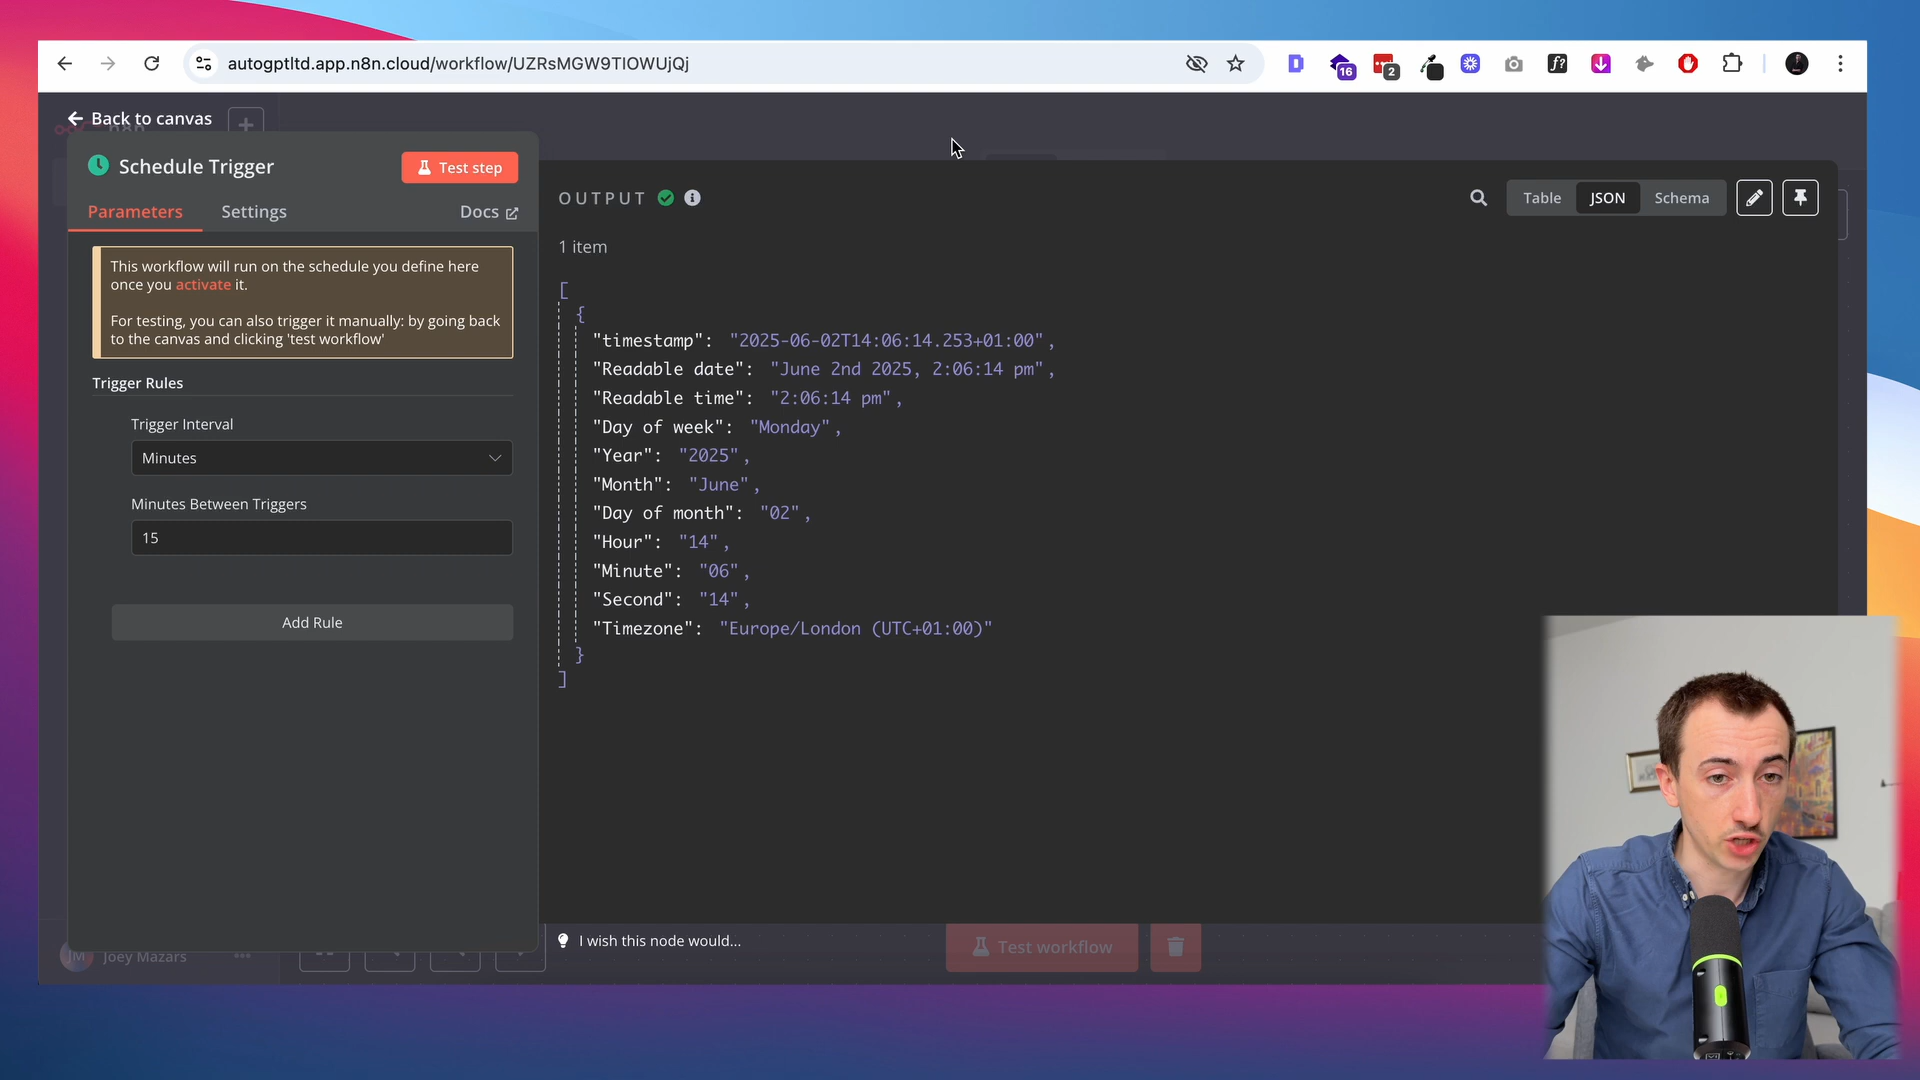 autogptltd.app.n8n.cloud/workflow/UZRsMGW9TIOWUjQj
16
2
f?
Back to canvas
n8n
Schedule Trigger
Test step
Parameters
Settings
Docs
This workflow will run on the schedule you define here
once you activate it.
For testing, you can also trigger it manually: by going back
to the canvas and clicking 'test workflow'
Trigger Rules
Trigger Interval
Minutes
Minutes Between Triggers
15
Add Rule
OUTPUT
Table
JSON
Schema
1 item
[
{
"timestamp": "2025-06-02T14:06:14.253+01:00",
"Readable date": "June 2nd 2025, 2:06:14 pm",
"Readable time": "2:06:14 pm",
"Day of week": "Monday",
"Year": "2025",
"Month": "June",
"Day of month": "02",
"Hour": "14",
"Minute": "06",
"Second": "14",
"Timezone": "Europe/London (UTC+01:00)"
}
]
I wish this node would...
Test workflow
JM
Joey Mazars